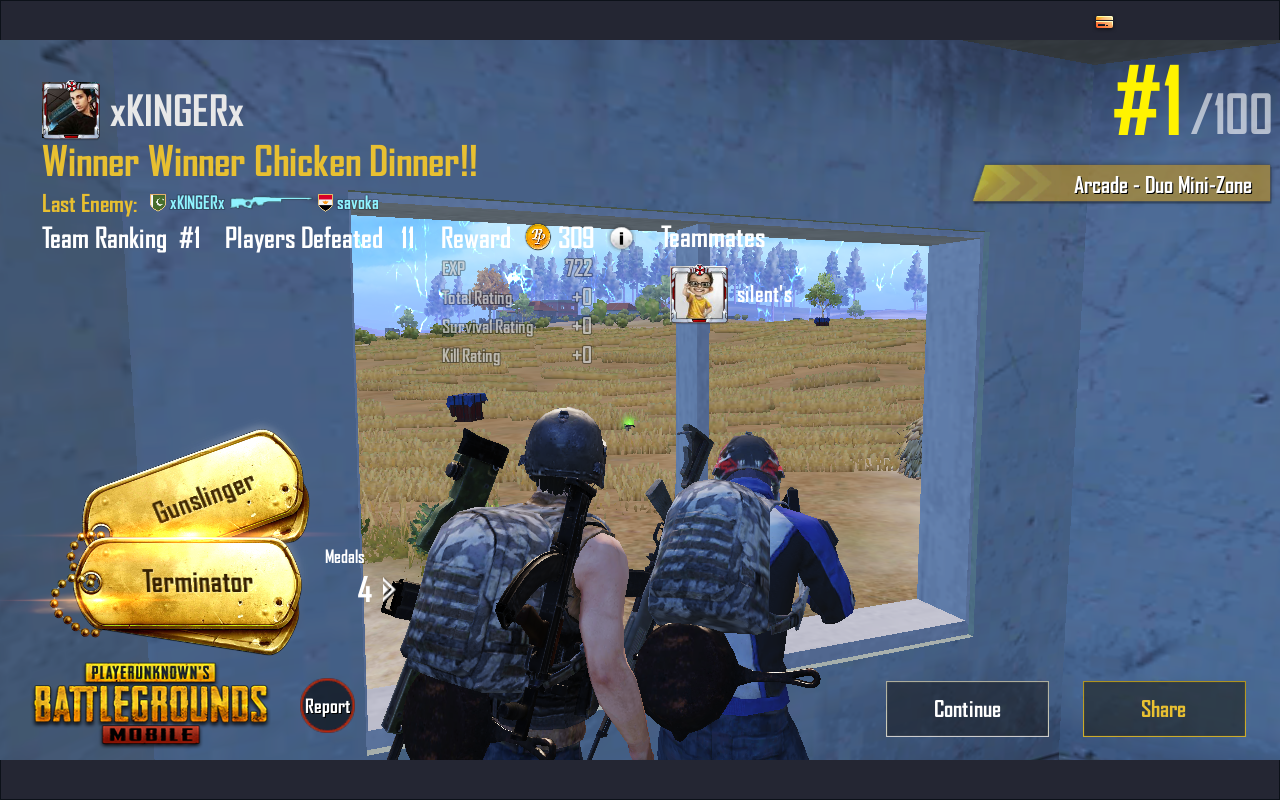 xKINGERx
#1/100
Winner Winner Chicken Dinner!!
Arcade - Duo Mini-Zone
Last Enemy: xKINGERx savoka
Team Ranking #1 Players Defeated 11 Reward 309 i Teammates
EXP 722
silent's
Total Rating +0
Survival Rating +0
Kill Rating +0
Gunslinger
Terminator
Medals
4
PLAYERUNKNOWN'S
BATTLEGROUNDS
MOBILE
Report
Continue
Share